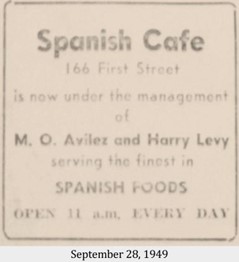 Spanish Cafe
166 First Street
is now under the management
of
M. O. Avilez and Harry Levy
serving the finest in
SPANISH FOODS
OPEN 11 a.m. EVERY DAY
September 28, 1949